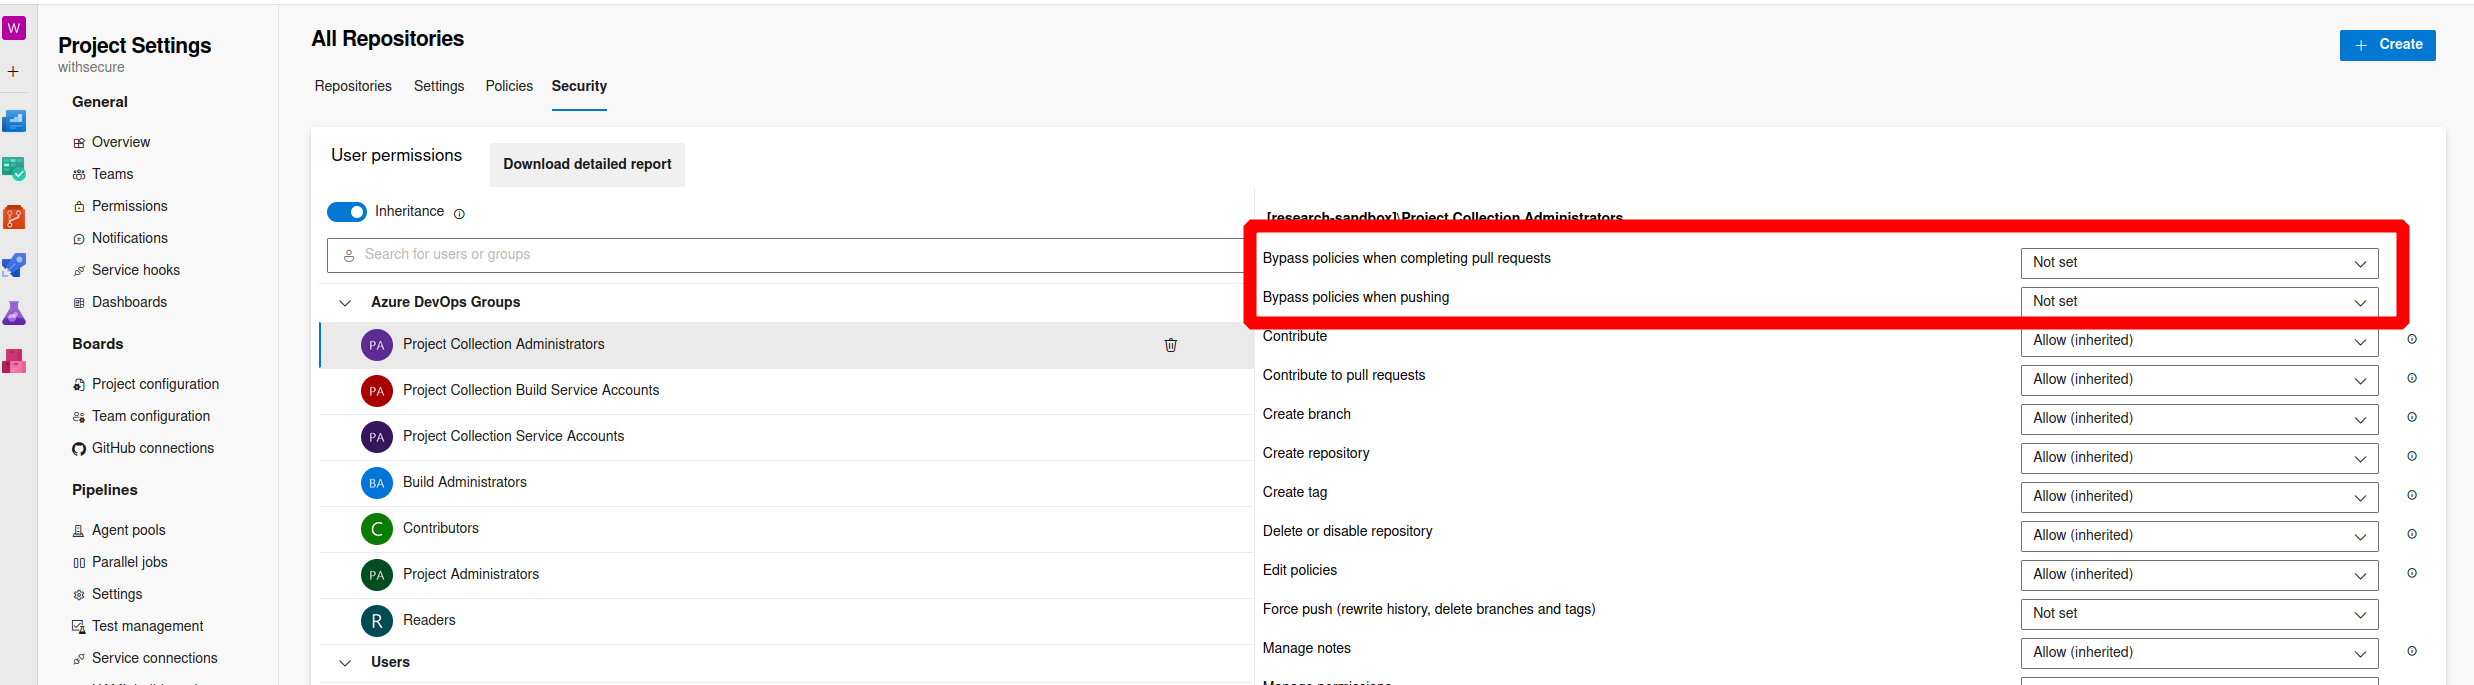 W
Project Settings
withsecure
General
Overview
Teams
Permissions
Notifications
Service hooks
Dashboards
Boards
Project configuration
Team configuration
GitHub connections
Pipelines
Agent pools
Parallel jobs
Settings
Test management
Service connections
All Repositories
+ Create
Repositories Settings Policies Security
User permissions
Download detailed report
Inheritance
Search for users or groups
Azure DevOps Groups
PA Project Collection Administrators
PA Project Collection Build Service Accounts
PA Project Collection Service Accounts
BA Build Administrators
C Contributors
PA Project Administrators
R Readers
Users
[research-sandbox]\Project Collection Administrators
Bypass policies when completing pull requests Not set
Bypass policies when pushing Not set
Contribute Allow (inherited)
Contribute to pull requests Allow (inherited)
Create branch Allow (inherited)
Create repository Allow (inherited)
Create tag Allow (inherited)
Delete or disable repository Allow (inherited)
Edit policies Allow (inherited)
Force push (rewrite history, delete branches and tags) Not set
Manage notes Allow (inherited)
Manage permissions